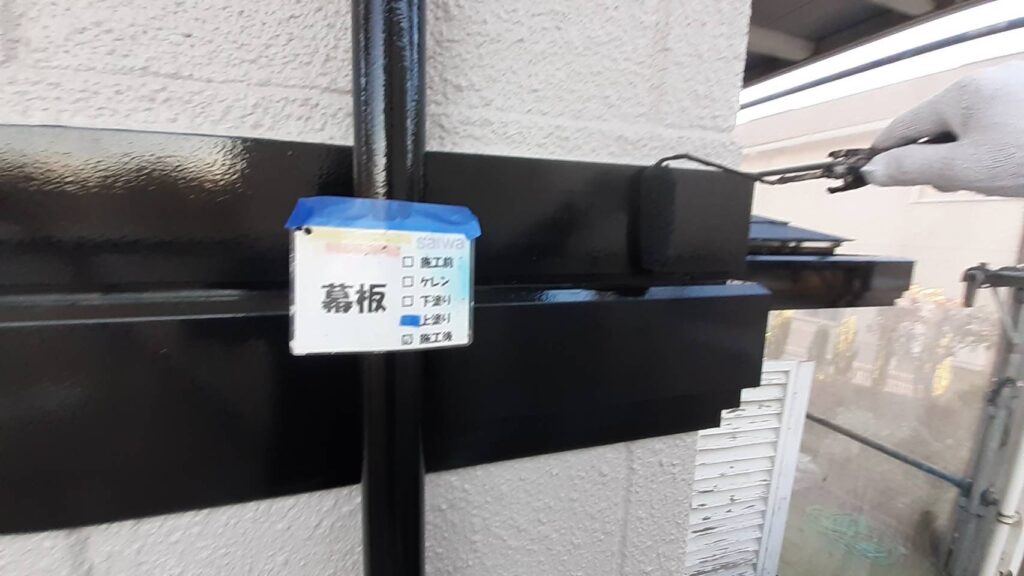 saiwa
□ 施工前
□ ケレン
幕板
□ 下塗り
上塗り
☑ 施工後